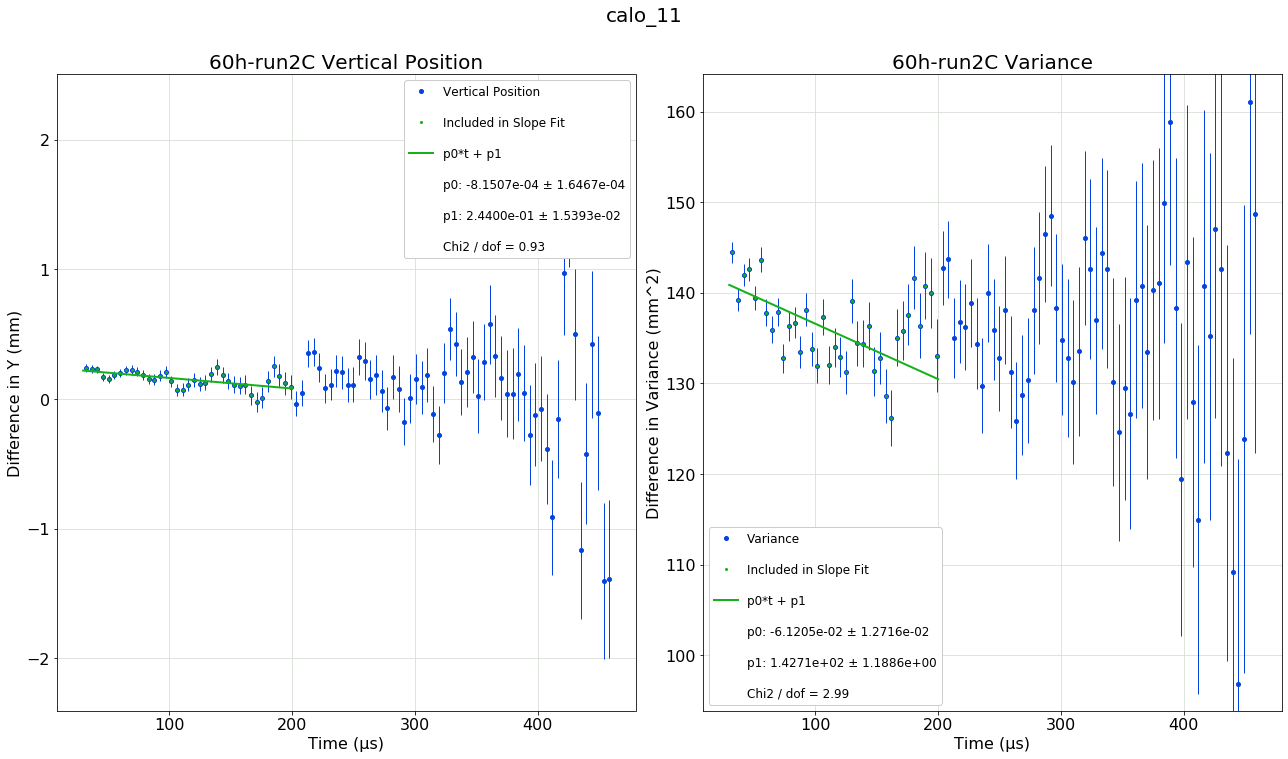 calo_11
60h-run2C Vertical Position
Difference in Y (mm)
2
1
0
−1
−2
100
200
300
400
Time (μs)
Vertical Position
Included in Slope Fit
p0*t + p1
p0: -8.1507e-04 ± 1.6467e-04
p1: 2.4400e-01 ± 1.5393e-02
Chi2 / dof = 0.93
60h-run2C Variance
Difference in Variance (mm^2)
160
150
140
130
120
110
100
100
200
300
400
Time (μs)
Variance
Included in Slope Fit
p0*t + p1
p0: -6.1205e-02 ± 1.2716e-02
p1: 1.4271e+02 ± 1.1886e+00
Chi2 / dof = 2.99